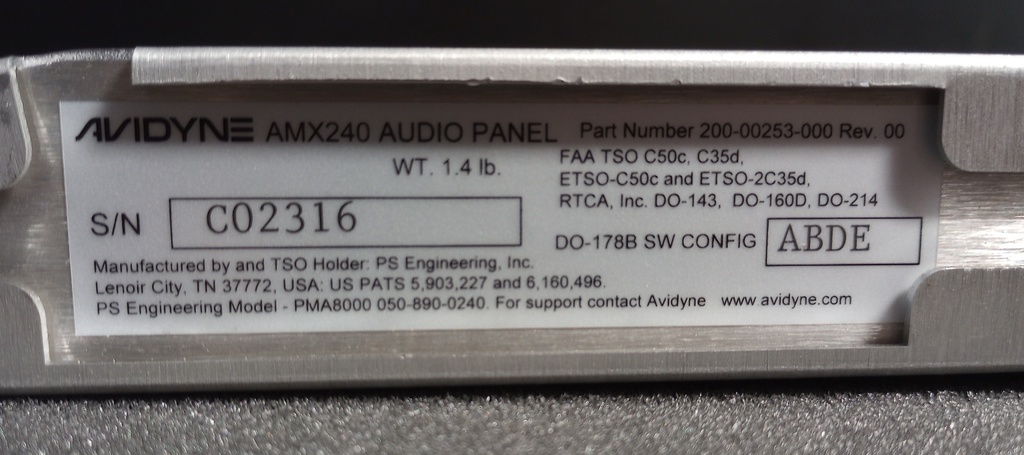 AVIDYNE AMX240 AUDIO PANEL Part Number 200-00253-000 Rev. 00
WT. 1.4 lb.
FAA TSO C50c, C35d,
ETSO-C50c and ETSO-2C35d,
RTCA, Inc. DO-143, DO-160D, DO-214
S/N C02316
DO-178B SW CONFIG ABDE
Manufactured by and TSO Holder: PS Engineering, Inc.
Lenoir City, TN 37772, USA: US PATS 5,903,227 and 6,160,496.
PS Engineering Model - PMA8000 050-890-0240. For support contact Avidyne www.avidyne.com